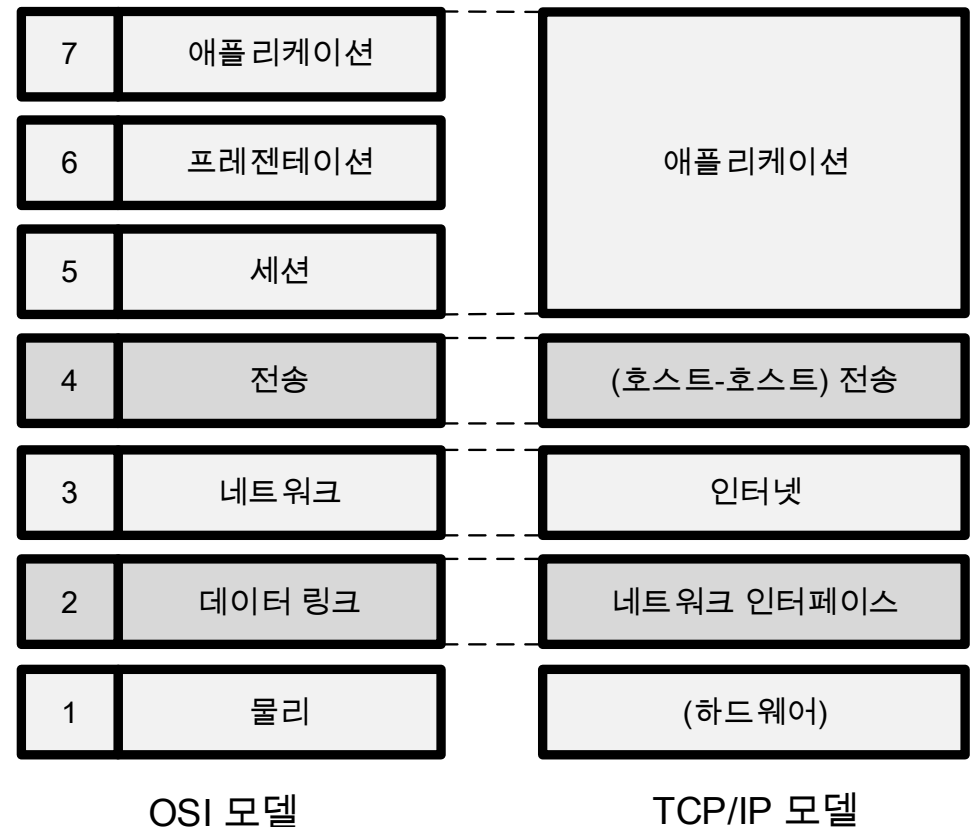 7 애플리케이션
6 프레젠테이션
애플리케이션
5 세션
4 전송
(호스트-호스트) 전송
3 네트워크
인터넷
2 데이터 링크
네트워크 인터페이스
1 물리
(하드웨어)
OSI 모델
TCP/IP 모델